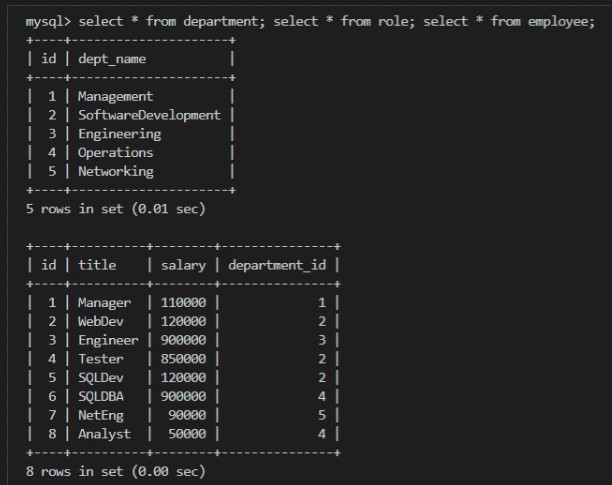 mysql> select * from department; select * from role; select * from employee;
+----+---------------------+
| id | dept_name           |
+----+---------------------+
|  1 | Management          |
|  2 | SoftwareDevelopment |
|  3 | Engineering         |
|  4 | Operations          |
|  5 | Networking          |
+----+---------------------+
5 rows in set (0.01 sec)
+----+----------+--------+---------------+
| id | title    | salary | department_id |
+----+----------+--------+---------------+
|  1 | Manager  | 110000 |             1 |
|  2 | WebDev   | 120000 |             2 |
|  3 | Engineer | 900000 |             3 |
|  4 | Tester   | 850000 |             2 |
|  5 | SQLDev   | 120000 |             2 |
|  6 | SQLDBA   | 900000 |             4 |
|  7 | NetEng   |  90000 |             5 |
|  8 | Analyst  |  50000 |             4 |
+----+----------+--------+---------------+
8 rows in set (0.00 sec)